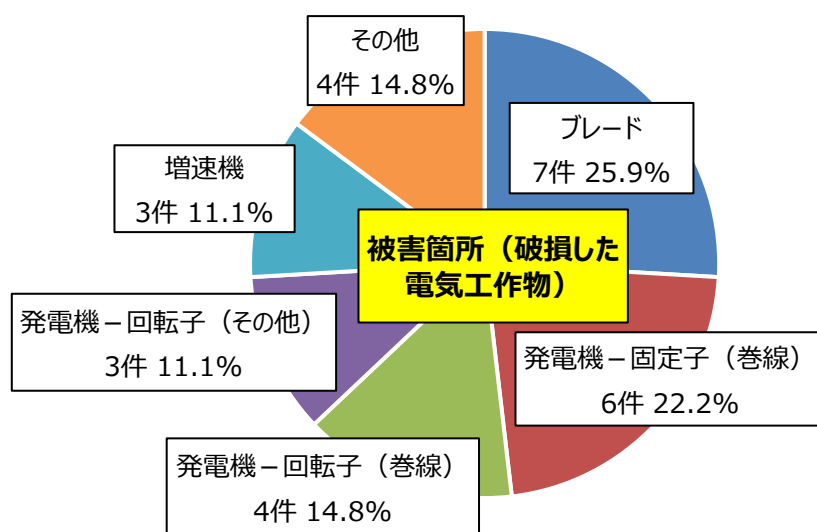 その他
4件 14.8%
ブレード
7件 25.9%
増速機
3件 11.1%
被害箇所（破損した
電気工作物）
発電機－回転子（その他）
3件 11.1%
発電機－固定子（巻線）
6件 22.2%
発電機－回転子（巻線）
4件 14.8%